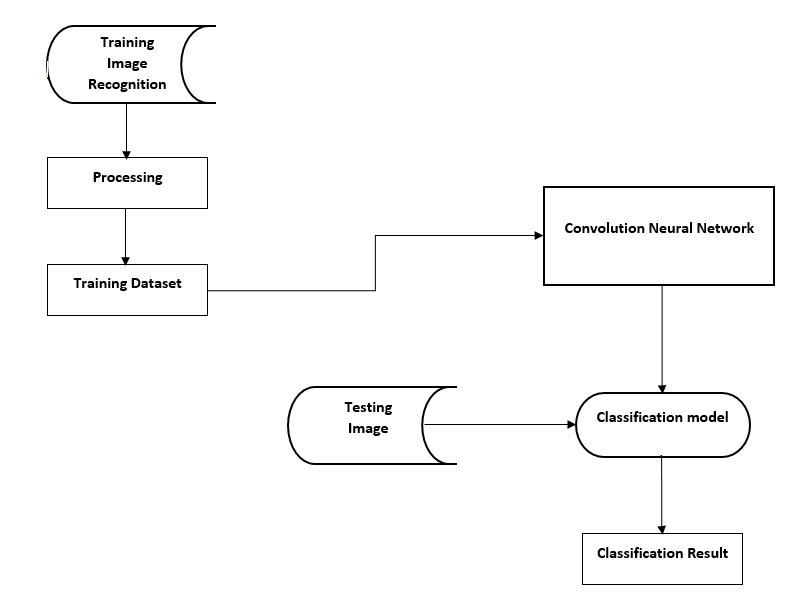 Training
Image
Recognition
Processing
Training Dataset
Convolution Neural Network
Testing
Image
Classification model
Classification Result